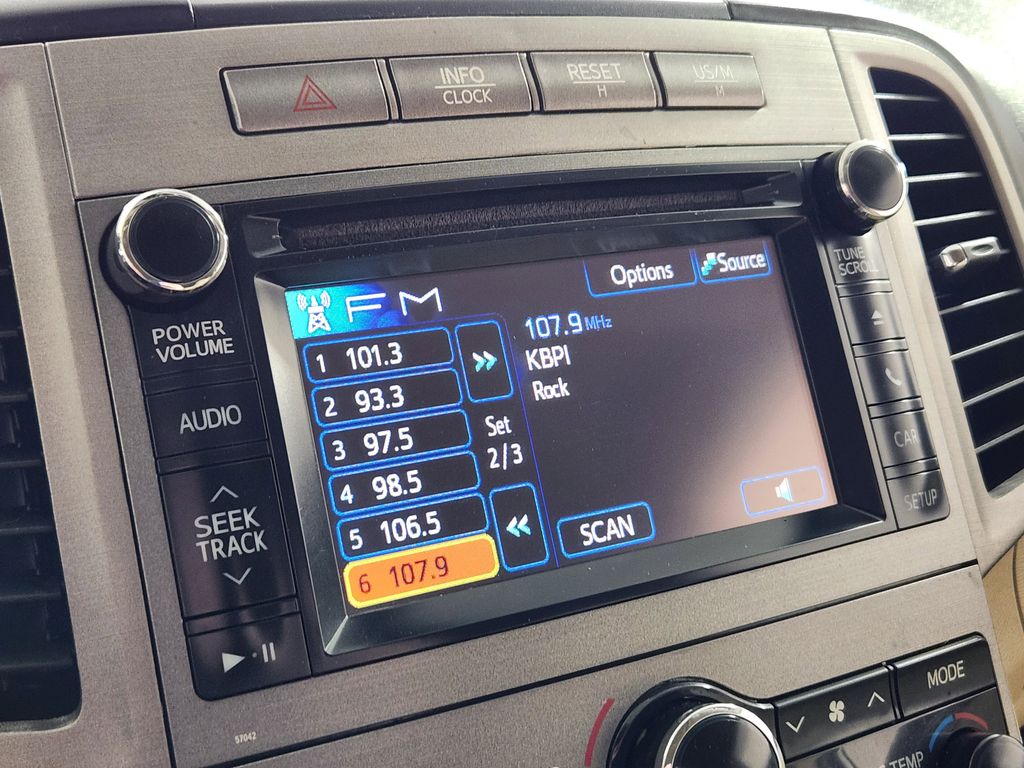 INFO
CLOCK
RESET
H
US/M
M
POWER
VOLUME
AUDIO
SEEK
TRACK
57042
FM
1 101.3
2 93.3
3 97.5
4 98.5
5 106.5
6 107.9
Set
2/3
Options
Source
107.9 MHz
KBPI
Rock
SCAN
TUNE
SCROLL
CAR
SETUP
MODE
TEMP